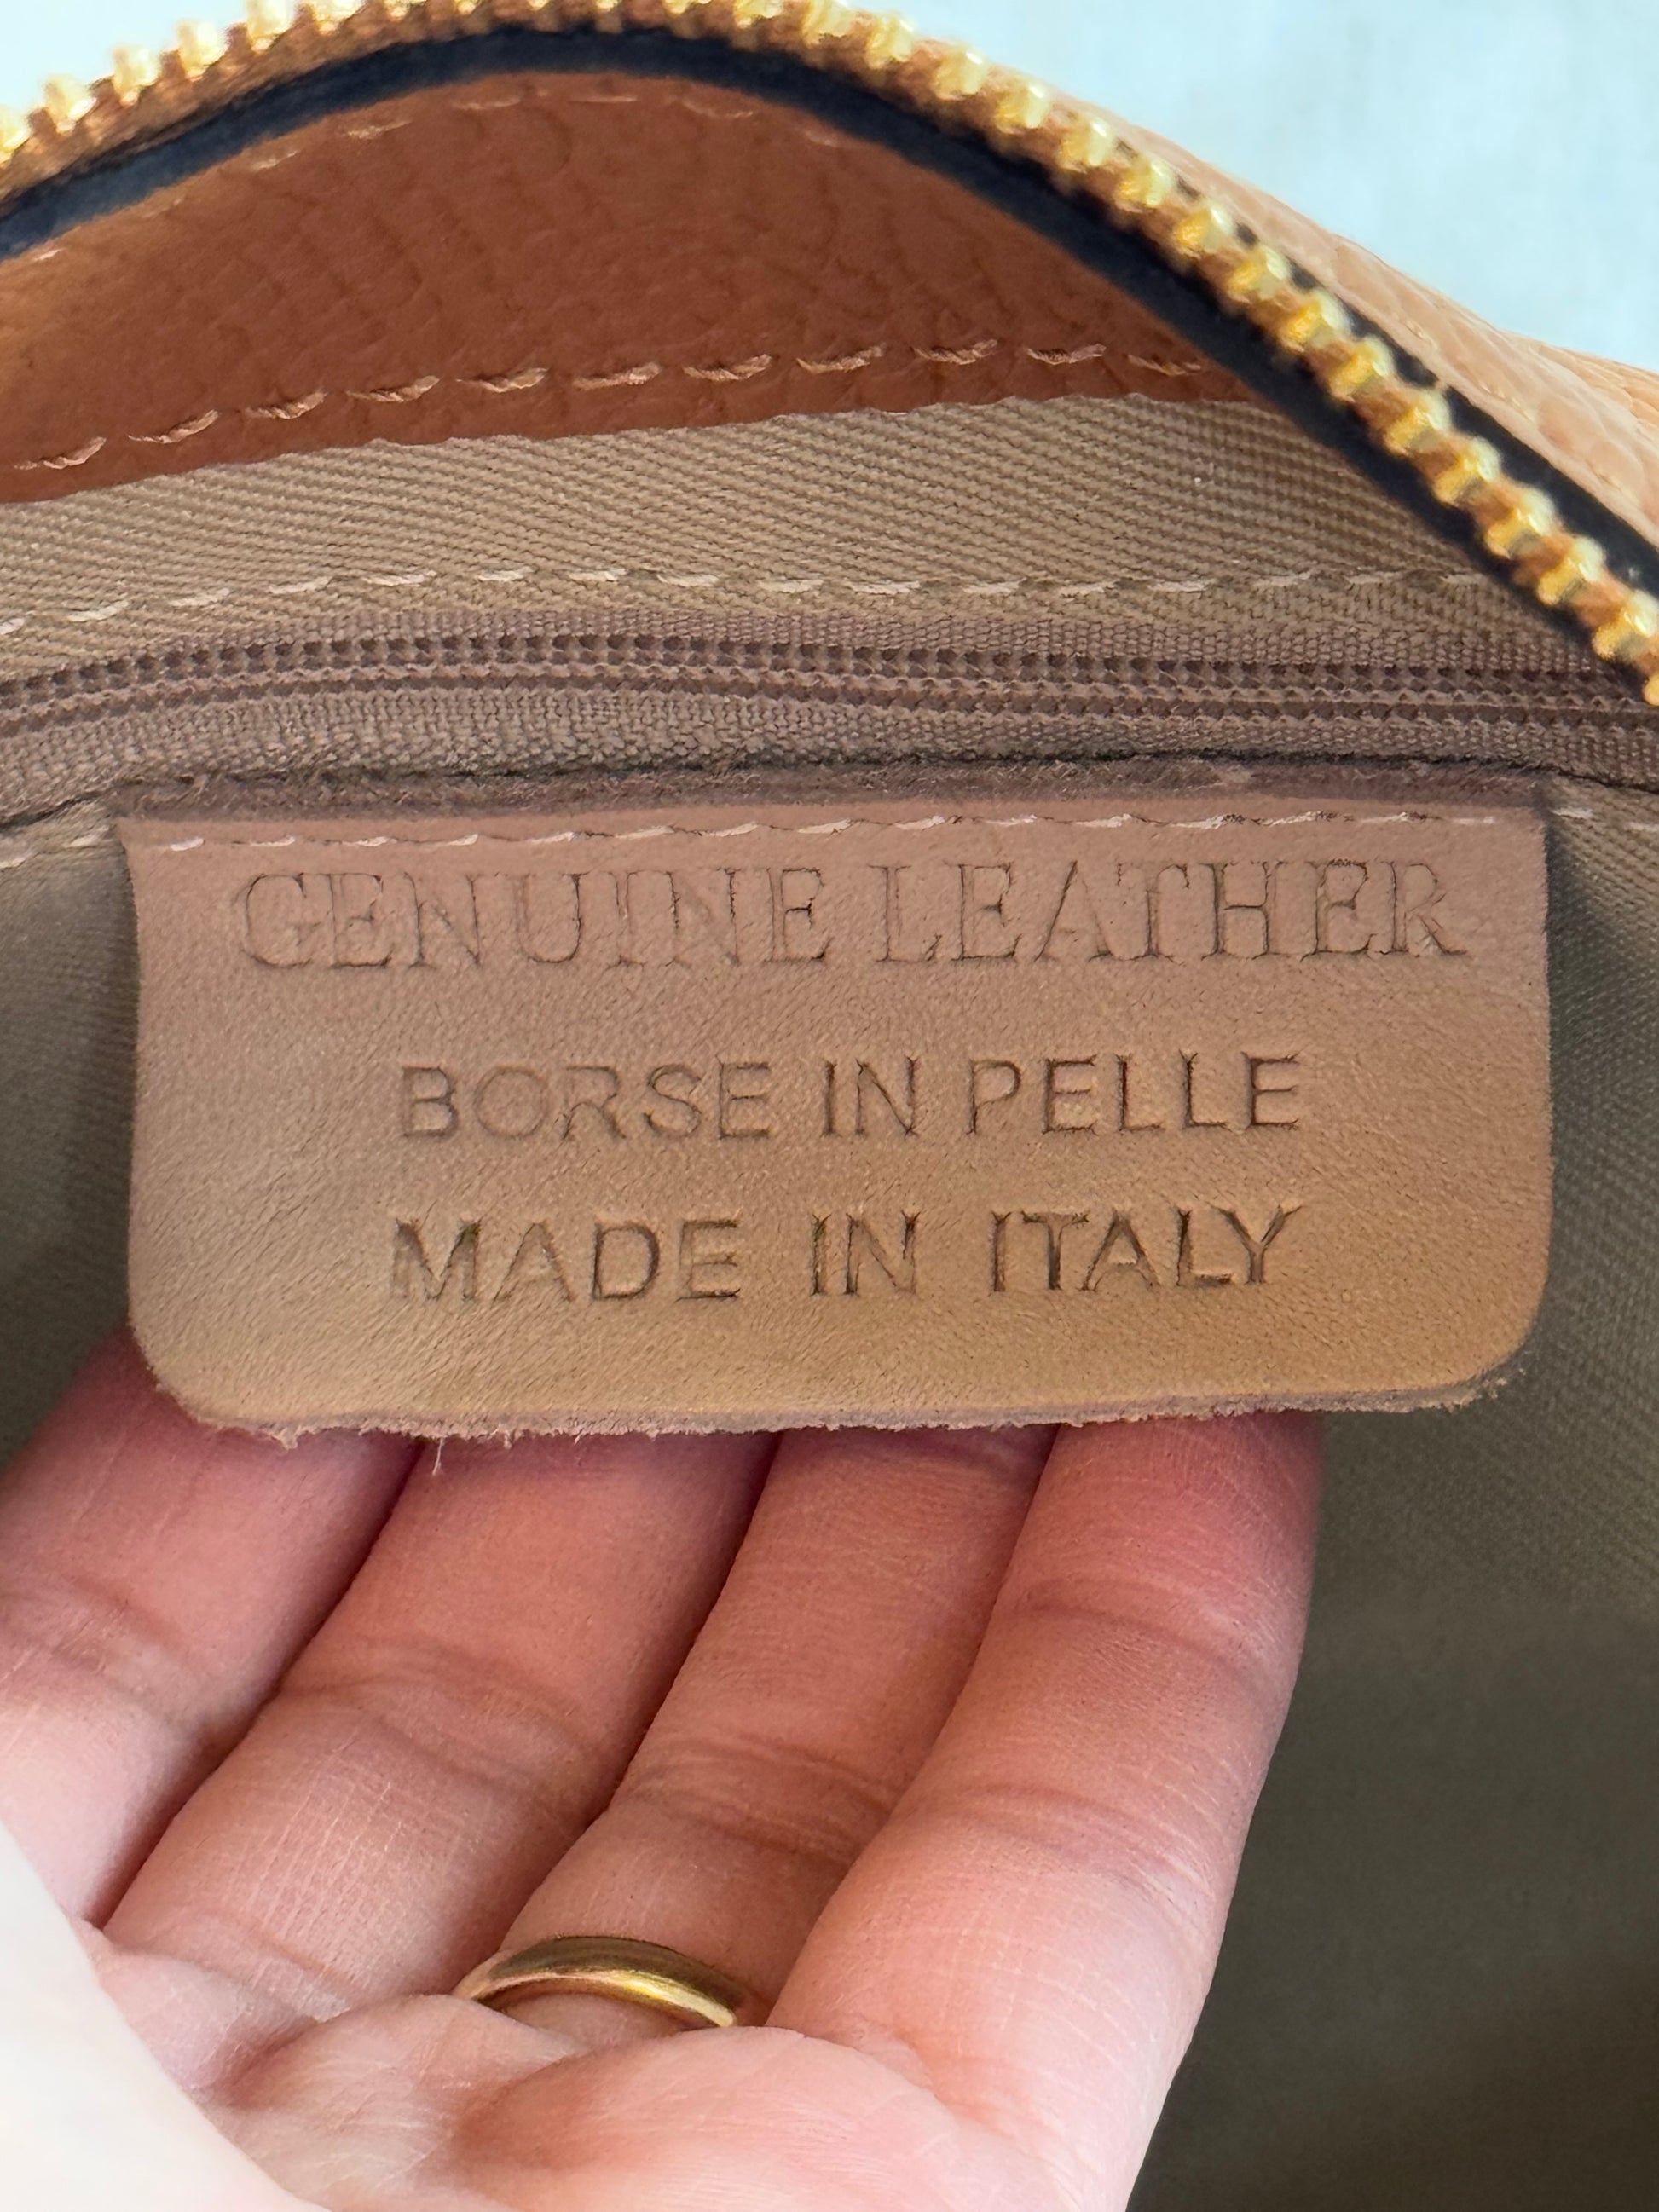 GENUINE LEATHER
BORSE IN PELLE
MADE IN ITALY